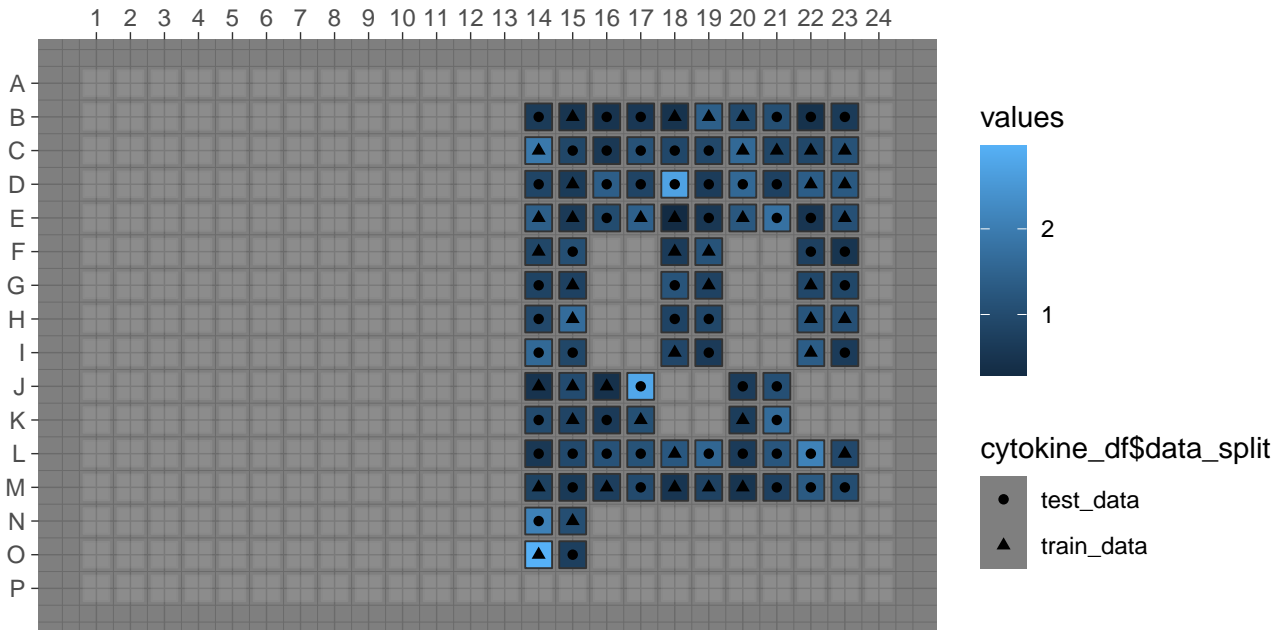 1 2 3 4 5 6 7 8 9 10 11 12 13 14 15 16 17 18 19 20 21 22 23 24
A
B
C
D
E
F
G
H
I
J
K
L
M
N
O
P
values
2
1
cytokine_df$data_split
test_data
train_data